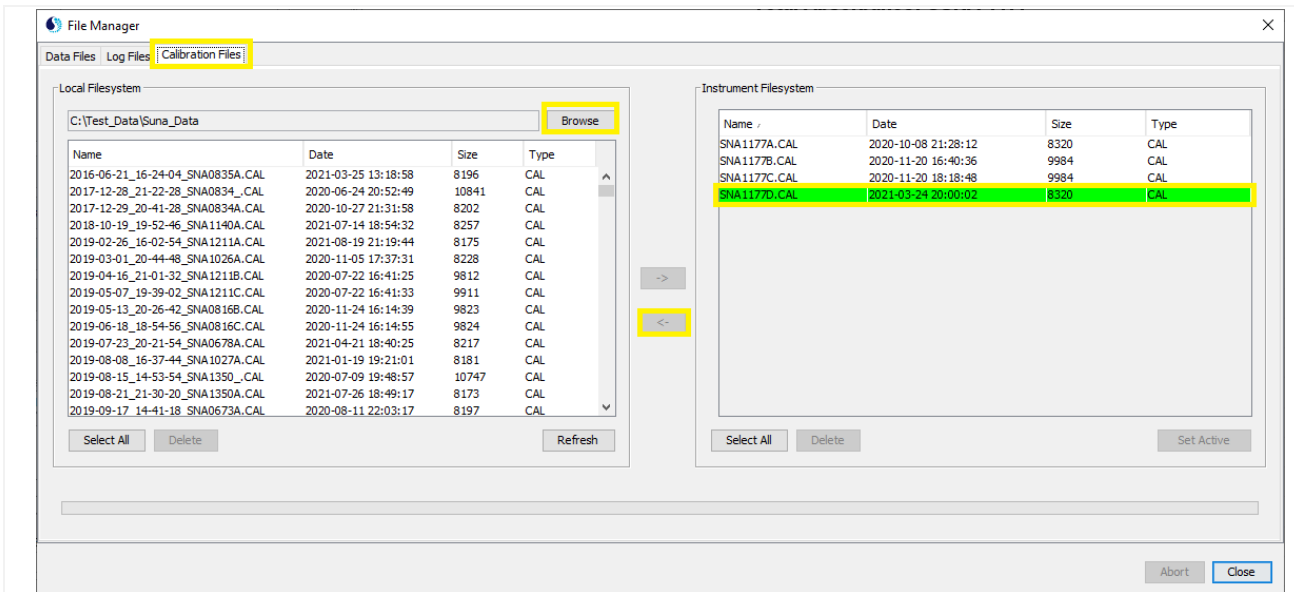 File Manager
Data Files Log Files Calibration Files
Local Filesystem
C:\Test_Data\Suna_Data Browse
Name Date Size Type
2016-06-21_16-24-04_SNA0835A.CAL 2021-03-25 13:18:58 8196 CAL
2017-12-28_21-22-28_SNA0834_.CAL 2020-06-24 20:52:49 10841 CAL
2017-12-29_20-41-28_SNA0834A.CAL 2020-10-27 21:31:58 8202 CAL
2018-10-19_19-52-46_SNA1140A.CAL 2021-07-14 18:54:32 8257 CAL
2019-02-26_16-02-54_SNA1211A.CAL 2021-08-19 21:19:44 8175 CAL
2019-03-01_20-44-48_SNA1026A.CAL 2020-11-05 17:37:31 8228 CAL
2019-04-16_21-01-32_SNA1211B.CAL 2020-07-22 16:41:25 9812 CAL
2019-05-07_19-39-02_SNA1211C.CAL 2020-07-22 16:41:33 9911 CAL
2019-05-13_20-26-42_SNA0816B.CAL 2020-11-24 16:14:39 9823 CAL
2019-06-18_18-54-56_SNA0816C.CAL 2020-11-24 16:14:55 9824 CAL
2019-07-23_20-21-54_SNA0678A.CAL 2021-04-21 18:40:25 8217 CAL
2019-08-08_16-37-44_SNA1027A.CAL 2021-01-19 19:21:01 8181 CAL
2019-08-15_14-53-54_SNA1350_.CAL 2020-07-09 19:48:57 10747 CAL
2019-08-21_21-30-20_SNA1350A.CAL 2021-07-26 18:49:17 8173 CAL
2019-09-17_14-41-18_SNA0673A.CAL 2020-08-11 22:03:17 8197 CAL
Select All Delete Refresh
->
<-
Instrument Filesystem
Name Date Size Type
SNA1177A.CAL 2020-10-08 21:28:12 8320 CAL
SNA1177B.CAL 2020-11-20 16:40:36 9984 CAL
SNA1177C.CAL 2020-11-20 18:18:48 9984 CAL
SNA1177D.CAL 2021-03-24 20:00:02 8320 CAL
Select All Delete Set Active
Abort Close